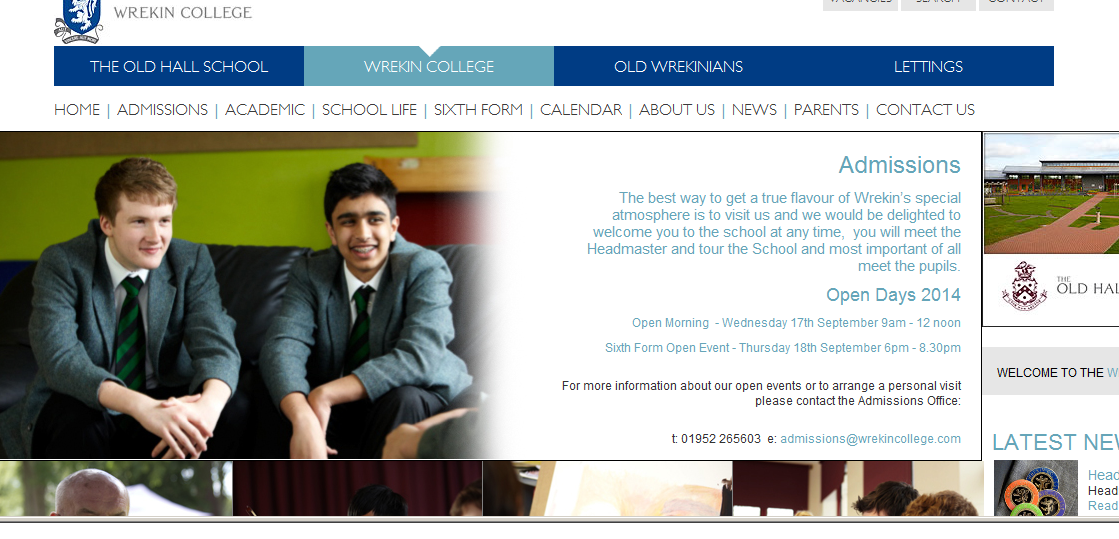 WREKIN COLLEGE
VACANCIES SEARCH CONTACT
THE OLD HALL SCHOOL WREKIN COLLEGE OLD WREKINIANS LETTINGS
HOME | ADMISSIONS | ACADEMIC | SCHOOL LIFE | SIXTH FORM | CALENDAR | ABOUT US | NEWS | PARENTS | CONTACT US
Admissions
The best way to get a true flavour of Wrekin's special
atmosphere is to visit us and we would be delighted to
welcome you to the school at any time, you will meet the
Headmaster and tour the School and most important of all
meet the pupils.
Open Days 2014
Open Morning - Wednesday 17th September 9am - 12 noon
Sixth Form Open Event - Thursday 18th September 6pm - 8.30pm
For more information about our open events or to arrange a personal visit
please contact the Admissions Office:
t: 01952 265603 e: admissions@wrekincollege.com
THE
OLD HAL
WELCOME TO THE W
LATEST NEW
Head
Head
Read